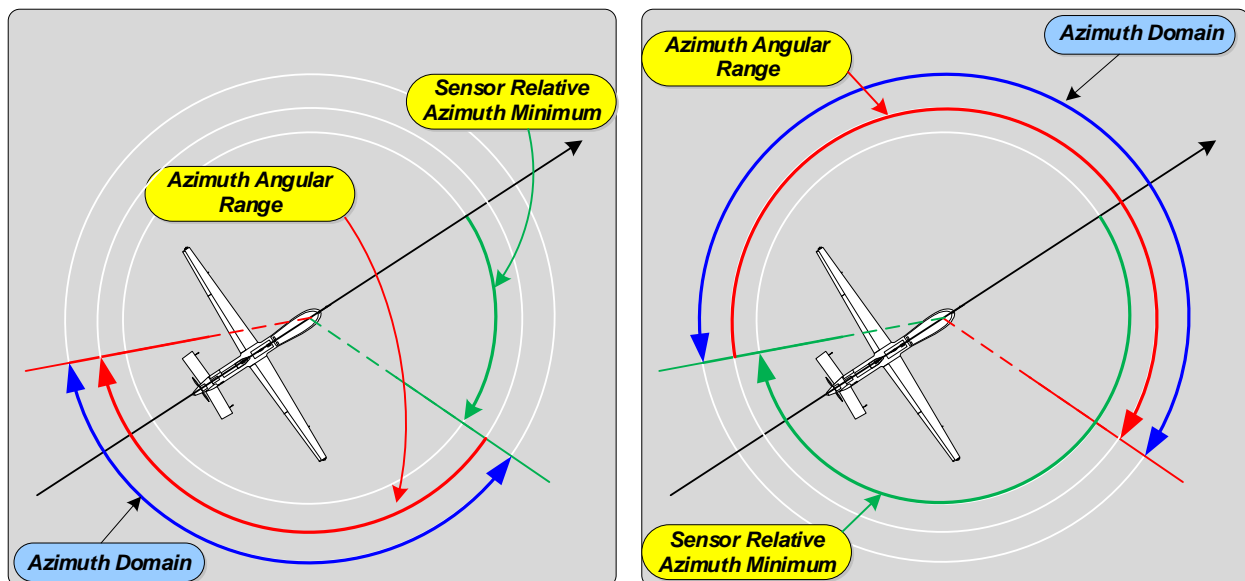 Sensor Relative
Azimuth Minimum
Azimuth Angular
Range
Azimuth Domain
Azimuth Domain
Azimuth Angular
Range
Sensor Relative
Azimuth Minimum